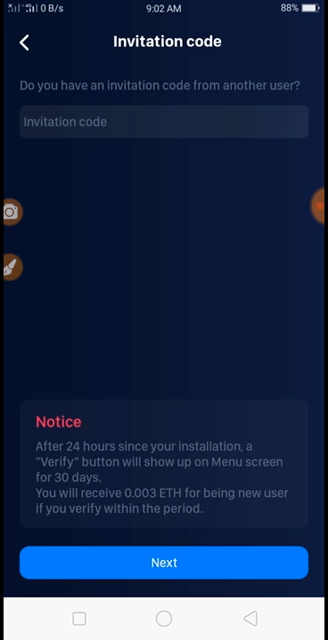 0 B/s 9:02 AM 88%
Invitation code
Do you have an invitation code from another user?
Invitation code
Notice
After 24 hours since your installation, a
"Verify" button will show up on Menu screen
for 30 days.
You will receive 0.003 ETH for being new user
if you verify within the period.
Next